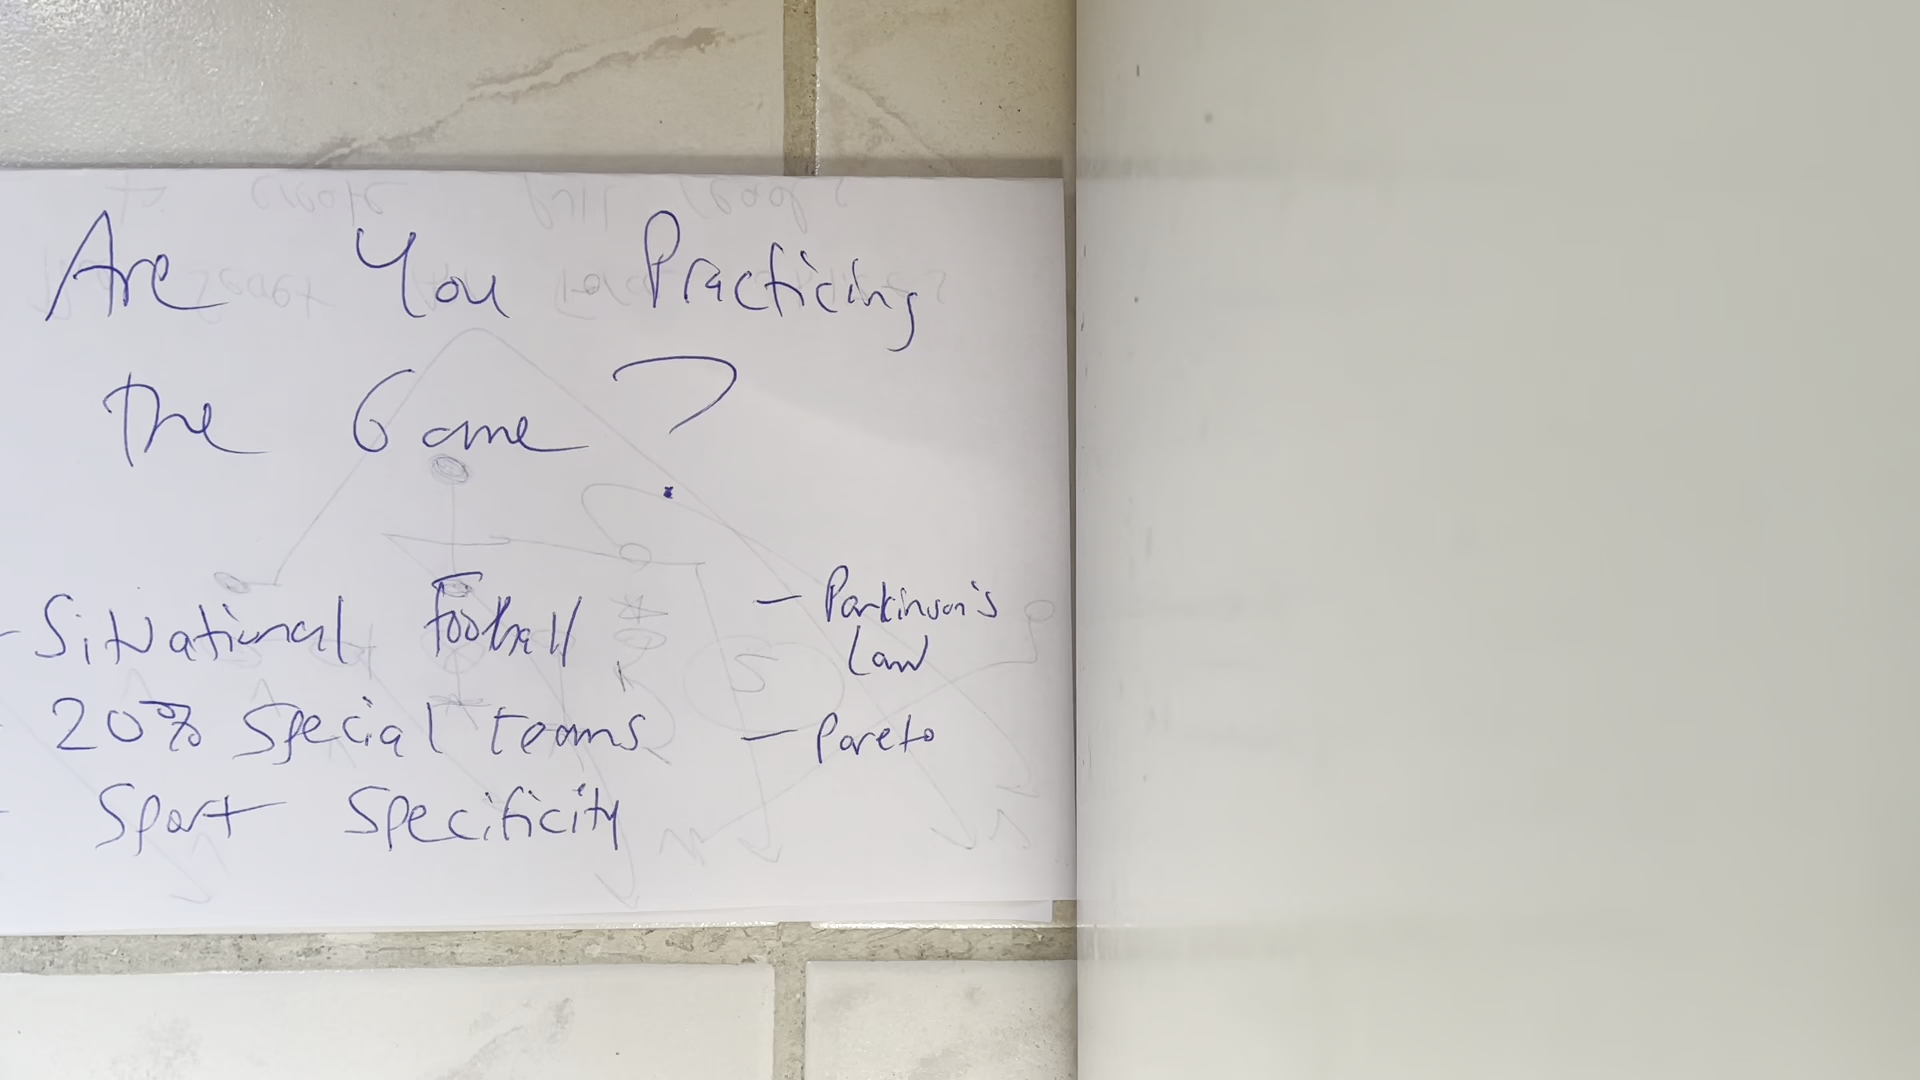 Are You Practicing
the Game?
- Situational Football
- 20% Special teams
- Sport Specificity
- Parkinson's
Law
- Pareto